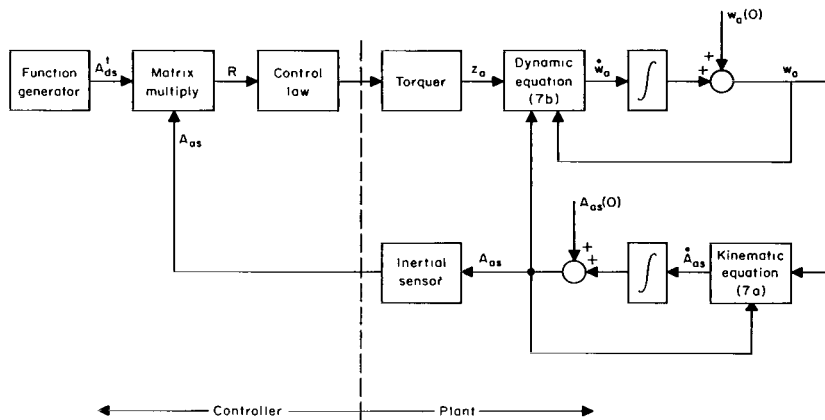 w_a(0)
Function generator
A^t_ds
Matrix multiply
R
Control law
Torquer
z_a
Dynamic equation (7b)
ẇ_a
∫
+
+
w_a
A_as
A_as(0)
Inertial sensor
A_as
+
+
∫
Ȧ_as
Kinematic equation (7a)
Controller
Plant